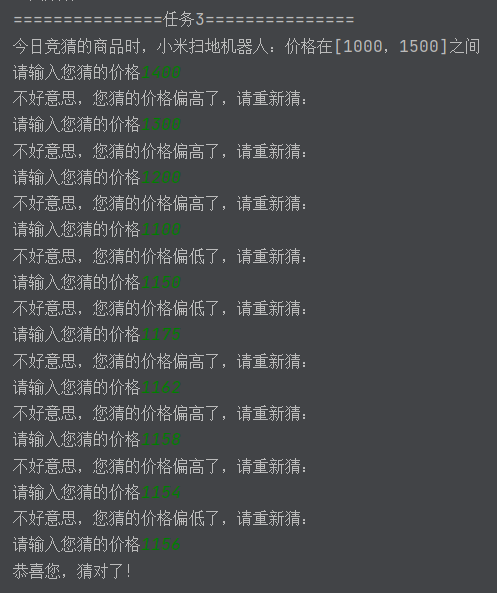 ===============任务3===============
今日竞猜的商品时，小米扫地机器人：价格在[1000，1500]之间
请输入您猜的价格1400
不好意思，您猜的价格偏高了，请重新猜：
请输入您猜的价格1300
不好意思，您猜的价格偏高了，请重新猜：
请输入您猜的价格1200
不好意思，您猜的价格偏高了，请重新猜：
请输入您猜的价格1100
不好意思，您猜的价格偏低了，请重新猜：
请输入您猜的价格1150
不好意思，您猜的价格偏低了，请重新猜：
请输入您猜的价格1175
不好意思，您猜的价格偏高了，请重新猜：
请输入您猜的价格1162
不好意思，您猜的价格偏高了，请重新猜：
请输入您猜的价格1158
不好意思，您猜的价格偏高了，请重新猜：
请输入您猜的价格1154
不好意思，您猜的价格偏低了，请重新猜：
请输入您猜的价格1156
恭喜您，猜对了！